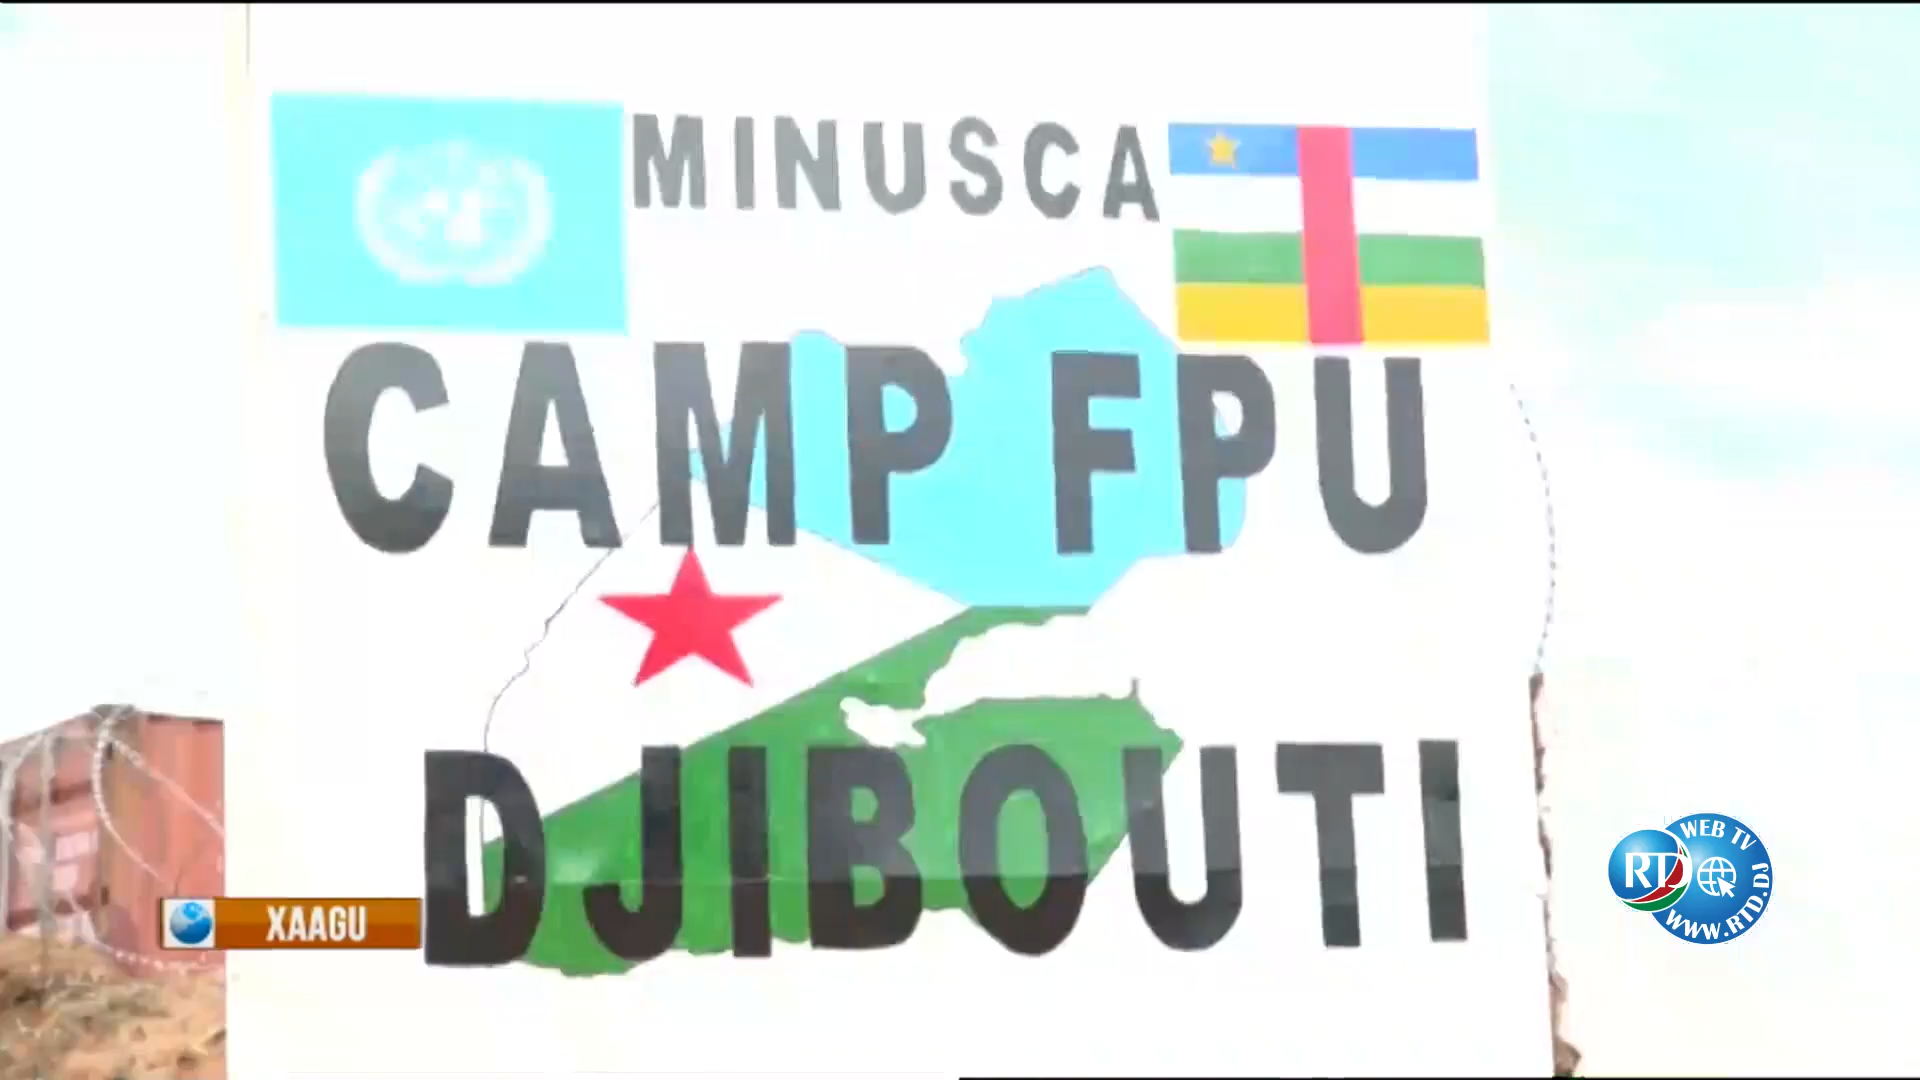 MINUSCA
CAMP FPU
DJIBOUTI
XAAGU
WEB TV
RTD
WWW.RTD.DJ